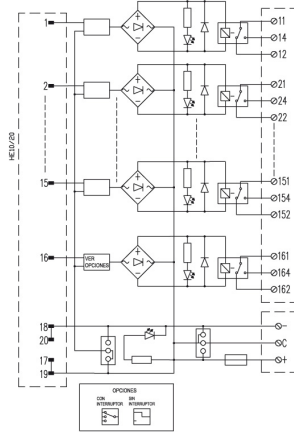 1
11
14
12
2
21
24
22
HE10/20
15
151
154
152
16
VER
OPCIONES
161
164
162
18
20
17
19
−
C
+
OPCIONES
CON
INTERRUPTOR
SIN
INTERRUPTOR